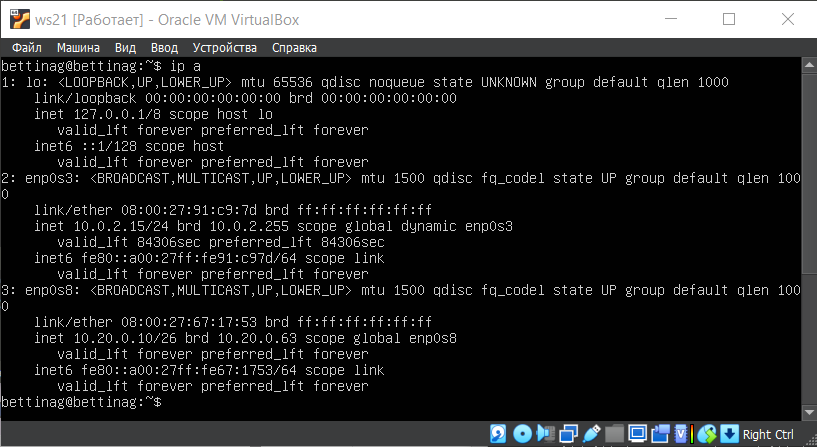 ws21 [Работает] - Oracle VM VirtualBox
Файл Машина Вид Ввод Устройства Справка
bettinag@bettinag:~$ ip a
1: lo: <LOOPBACK,UP,LOWER_UP> mtu 65536 qdisc noqueue state UNKNOWN group default qlen 1000
    link/loopback 00:00:00:00:00:00 brd 00:00:00:00:00:00
    inet 127.0.0.1/8 scope host lo
       valid_lft forever preferred_lft forever
    inet6 ::1/128 scope host
       valid_lft forever preferred_lft forever
2: enp0s3: <BROADCAST,MULTICAST,UP,LOWER_UP> mtu 1500 qdisc fq_codel state UP group default qlen 100
0
    link/ether 08:00:27:91:c9:7d brd ff:ff:ff:ff:ff:ff
    inet 10.0.2.15/24 brd 10.0.2.255 scope global dynamic enp0s3
       valid_lft 84306sec preferred_lft 84306sec
    inet6 fe80::a00:27ff:fe91:c97d/64 scope link
       valid_lft forever preferred_lft forever
3: enp0s8: <BROADCAST,MULTICAST,UP,LOWER_UP> mtu 1500 qdisc fq_codel state UP group default qlen 100
0
    link/ether 08:00:27:67:17:53 brd ff:ff:ff:ff:ff:ff
    inet 10.20.0.10/26 brd 10.20.0.63 scope global enp0s8
       valid_lft forever preferred_lft forever
    inet6 fe80::a00:27ff:fe67:1753/64 scope link
       valid_lft forever preferred_lft forever
bettinag@bettinag:~$
Right Ctrl